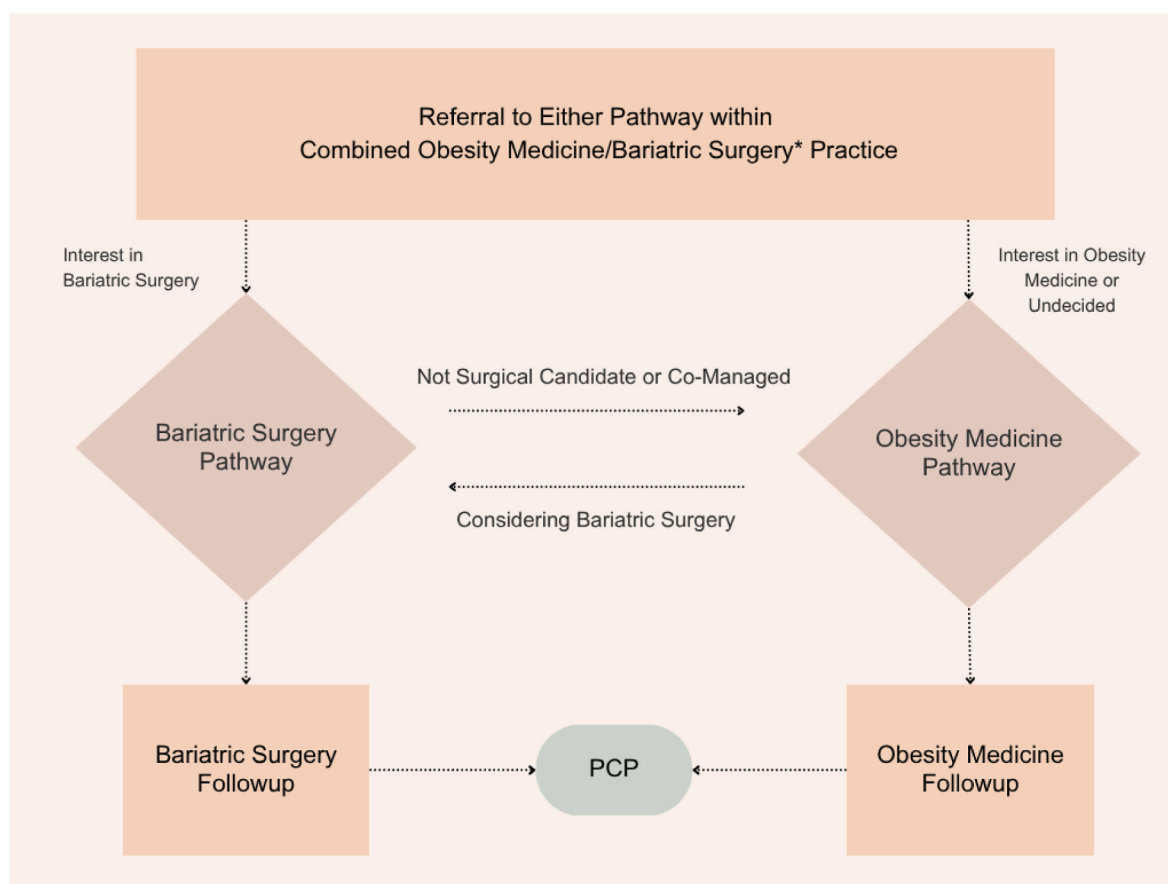 Referral to Either Pathway within
Combined Obesity Medicine/Bariatric Surgery* Practice
Interest in
Bariatric Surgery
Interest in Obesity
Medicine or
Undecided
Not Surgical Candidate or Co-Managed
Bariatric Surgery
Pathway
Obesity Medicine
Pathway
Considering Bariatric Surgery
Bariatric Surgery
Followup
PCP
Obesity Medicine
Followup